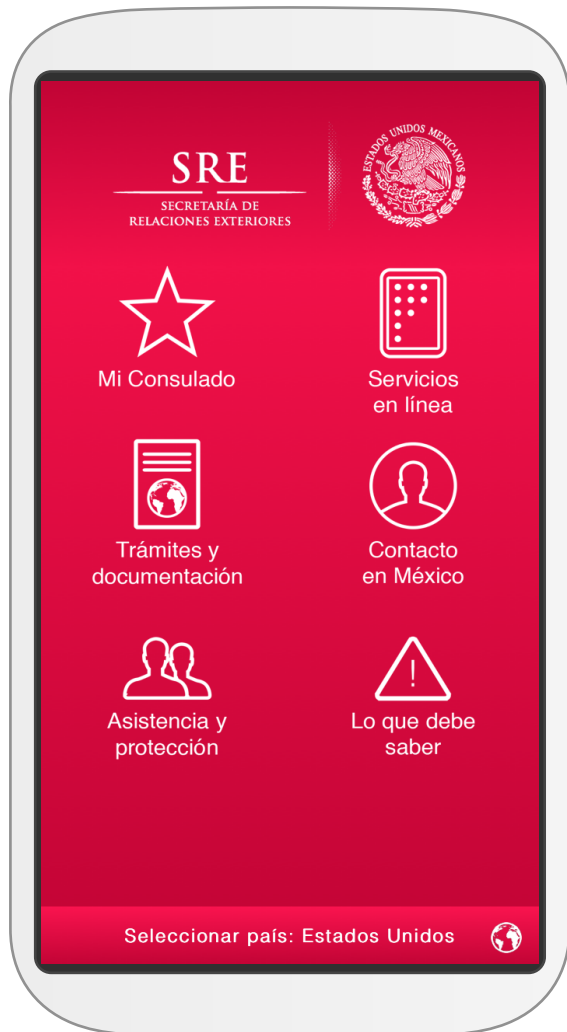 SRE
SECRETARÍA DE
RELACIONES EXTERIORES
ESTADOS UNIDOS MEXICANOS
Mi Consulado
Servicios
en línea
Trámites y
documentación
Contacto
en México
Asistencia y
protección
Lo que debe
saber
!
Seleccionar país: Estados Unidos